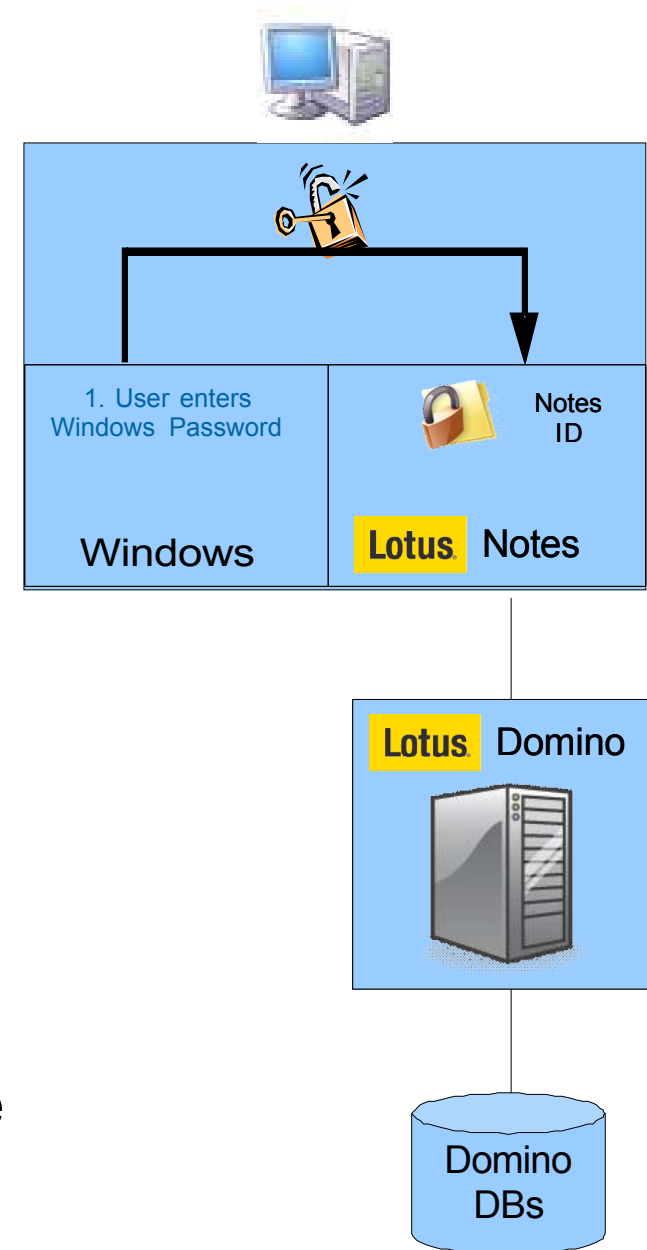 1. User enters
Windows Password
Notes
ID
Windows
Lotus. Notes
Lotus. Domino
e
Domino
DBs